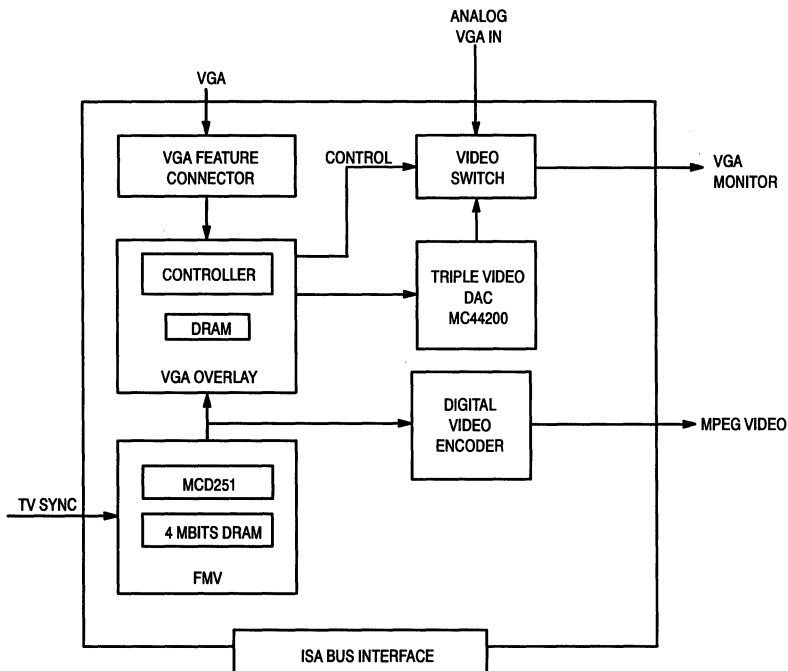 ANALOG
VGA IN
VGA
VGA FEATURE
CONNECTOR
CONTROL
VIDEO
SWITCH
VGA
MONITOR
CONTROLLER
DRAM
VGA OVERLAY
TRIPLE VIDEO
DAC
MC44200
DIGITAL
VIDEO
ENCODER
MPEG VIDEO
TV SYNC
MCD251
4 MBITS DRAM
FMV
ISA BUS INTERFACE